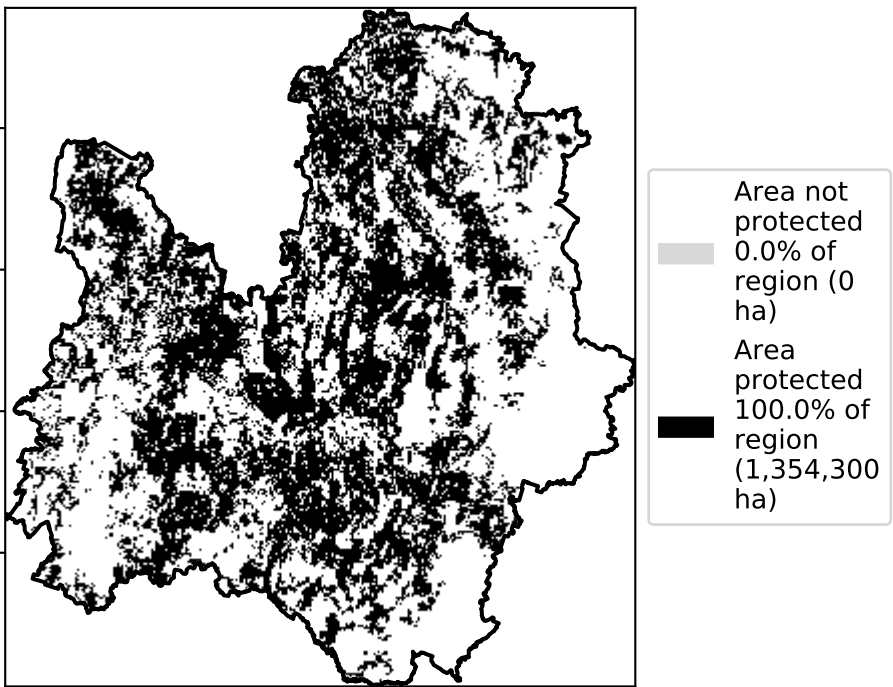 Area not
protected
0.0% of
region (0
ha)
Area
protected
100.0% of
region
(1,354,300
ha)